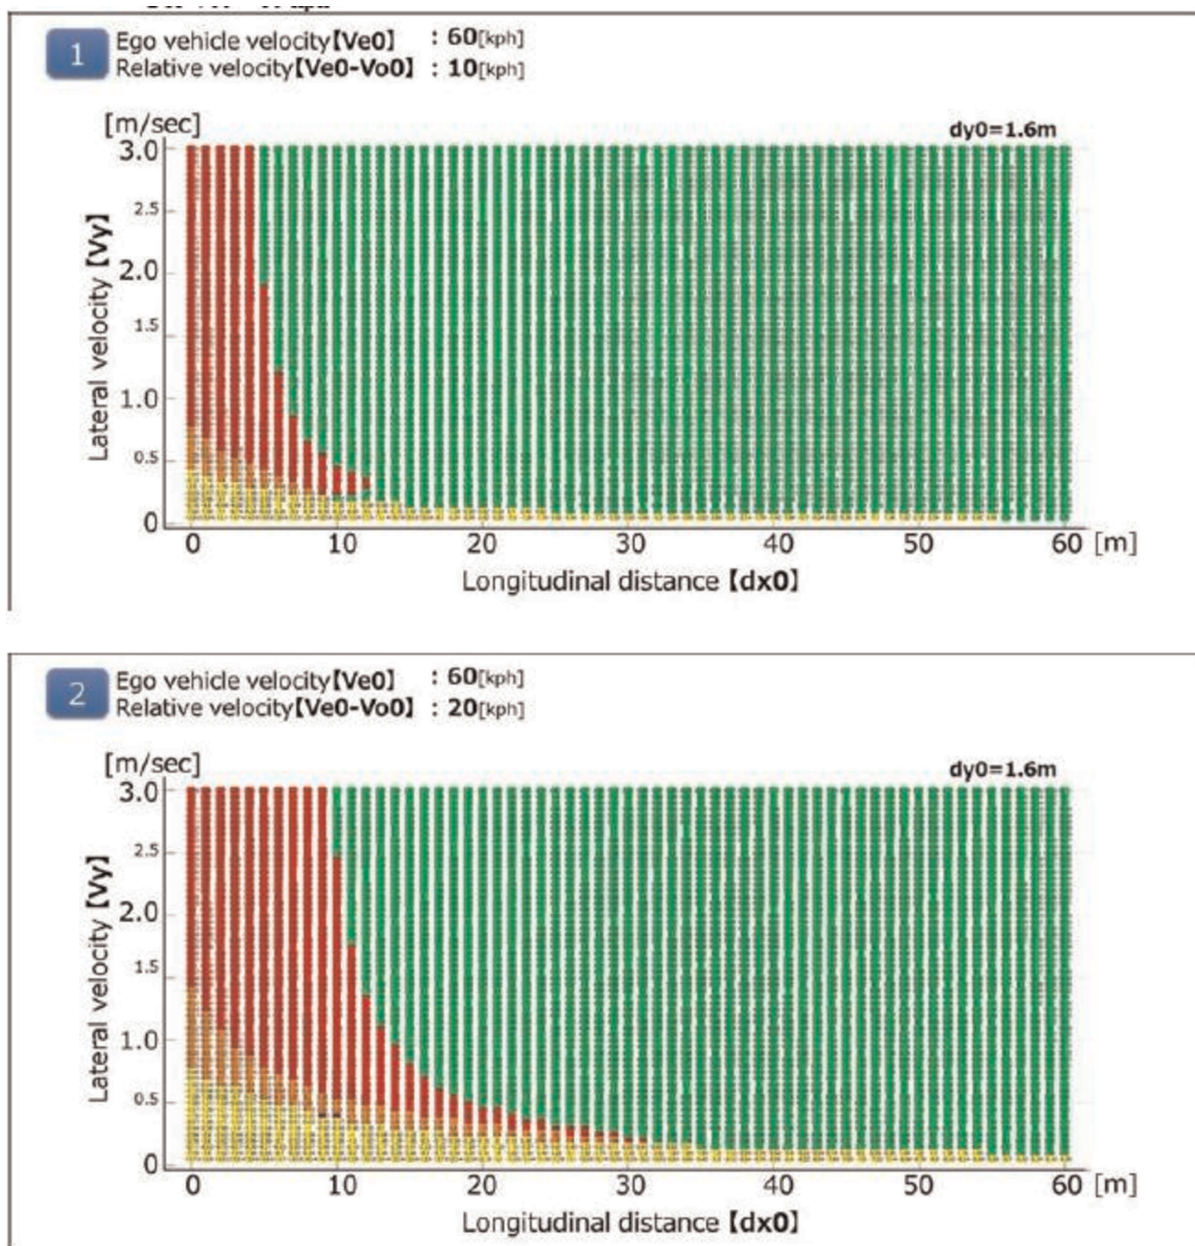 1
Ego vehicle velocity【Ve0】 : 60[kph]
Relative velocity【Ve0-Vo0】 : 10[kph]
[m/sec]
dy0=1.6m
Lateral velocity【Vy】
3.0
2.5
2.0
1.5
1.0
0.5
0
0 10 20 30 40 50 60 [m]
Longitudinal distance【dx0】
2
Ego vehicle velocity【Ve0】 : 60[kph]
Relative velocity【Ve0-Vo0】 : 20[kph]
[m/sec]
dy0=1.6m
Lateral velocity【Vy】
3.0
2.5
2.0
1.5
1.0
0.5
0
0 10 20 30 40 50 60 [m]
Longitudinal distance【dx0】